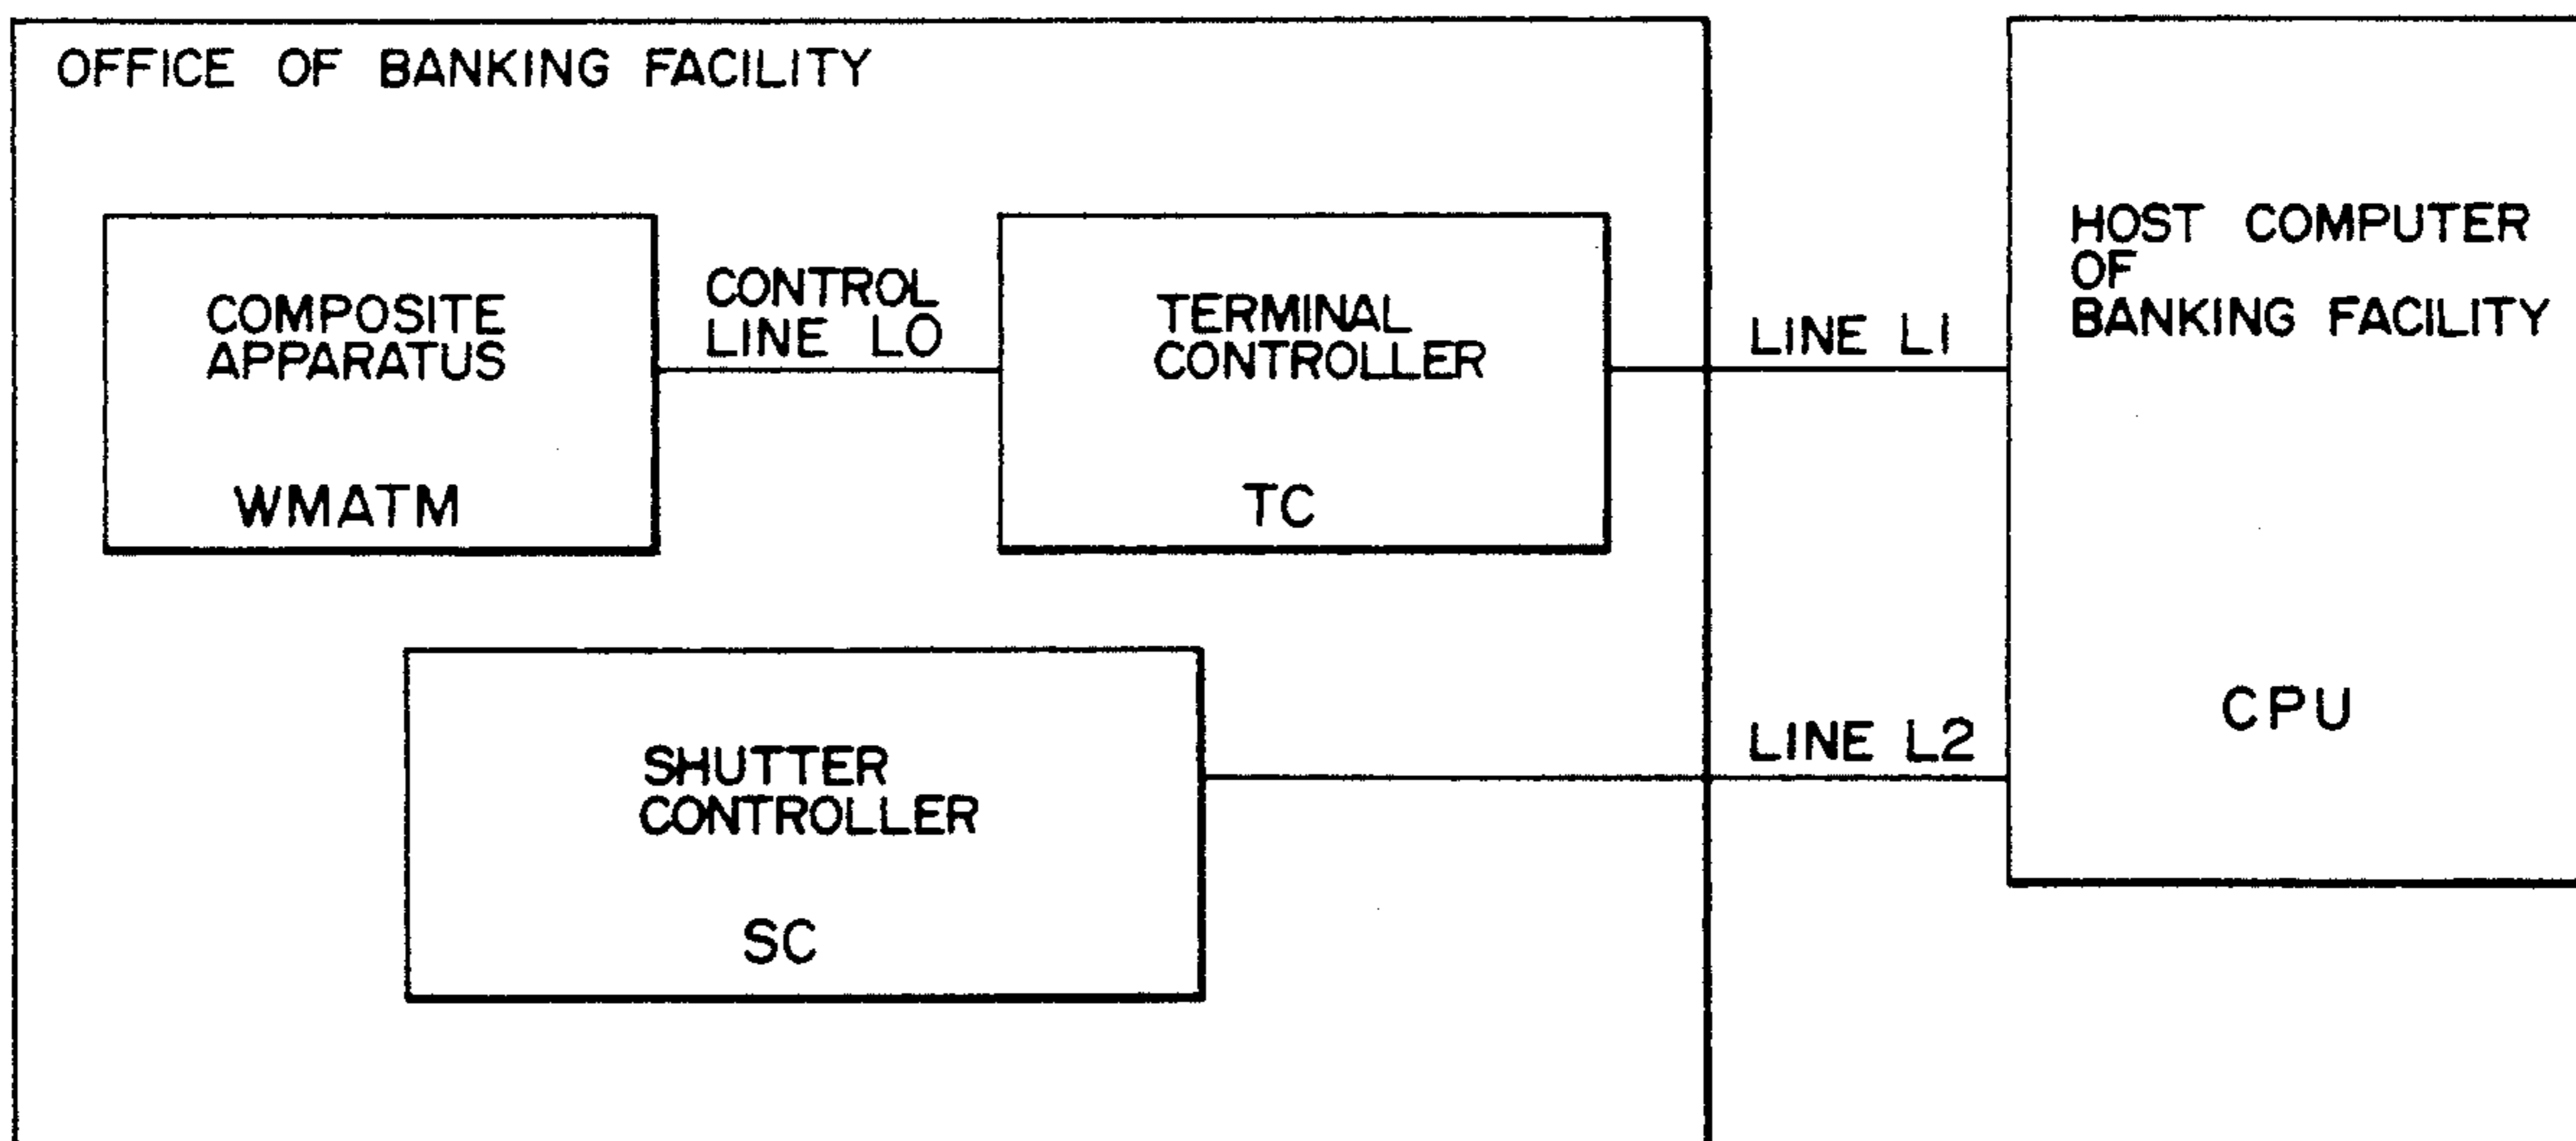 OFFICE OF BANKING FACILITY
COMPOSITE
APPARATUS
WMATM
CONTROL
LINE L0
TERMINAL
CONTROLLER
TC
LINE L1
HOST COMPUTER
OF
BANKING FACILITY
CPU
SHUTTER
CONTROLLER
SC
LINE L2